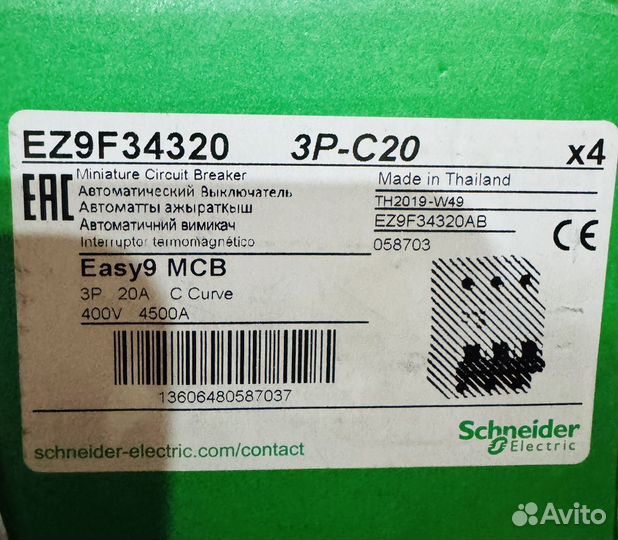 EZ9F34320 3P-C20 x4
EAC
Miniature Circuit Breaker
Автоматический Выключатель
Автоматты ажыраткыш
Автоматичний вимикач
Interruptor termomagnético
Made in Thailand
TH2019-W49
EZ9F34320AB
058703
CE
Easy9 MCB
3P 20A C Curve
400V 4500A
13606480587037
schneider-electric.com/contact
Schneider
Electric
Avito